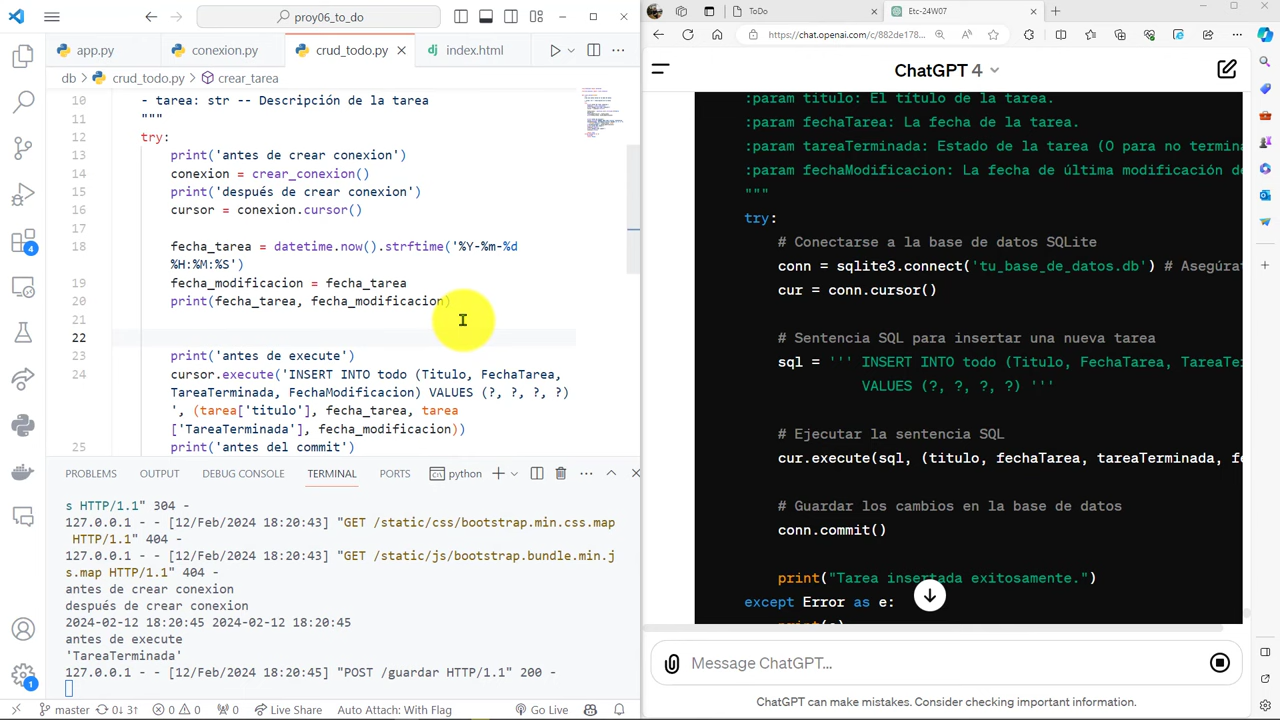 proy06_to_do
app.py
conexion.py
crud_todo.py
index.html
db > crud_todo.py > crear_tarea
- tarea: str -- Descripción de la tarea
"""
12 try:
13 print('antes de crear conexion')
14 conexion = crear_conexion()
15 print('después de crear conexion')
16 cursor = conexion.cursor()
17
18 fecha_tarea = datetime.now().strftime('%Y-%m-%d
%H:%M:%S')
19 fecha_modificacion = fecha_tarea
20 print(fecha_tarea, fecha_modificacion)
21
22
23 print('antes de execute')
24 cursor.execute('INSERT INTO todo (Titulo, FechaTarea,
TareaTerminada, FechaModificacion) VALUES (?, ?, ?, ?)
', (tarea['titulo'], fecha_tarea, tarea
['TareaTerminada'], fecha_modificacion))
25 print('antes del commit')
PROBLEMS OUTPUT DEBUG CONSOLE TERMINAL PORTS python
s HTTP/1.1" 304 -
127.0.0.1 - - [12/Feb/2024 18:20:43] "GET /static/css/bootstrap.min.css.map
HTTP/1.1" 404 -
127.0.0.1 - - [12/Feb/2024 18:20:43] "GET /static/js/bootstrap.bundle.min.j
s.map HTTP/1.1" 404 -
antes de crear conexion
después de crear conexion
2024-02-12 18:20:45 2024-02-12 18:20:45
antes de execute
'TareaTerminada'
127.0.0.1 - - [12/Feb/2024 18:20:45] "POST /guardar HTTP/1.1" 200 -
4
1
master 0↓ 3↑ 0 0 0 Live Share Auto Attach: With Flag Go Live
ToDo
Etc-24W07
https://chat.openai.com/c/882de178...
ChatGPT 4
:param titulo: El título de la tarea.
:param fechaTarea: La fecha de la tarea.
:param tareaTerminada: Estado de la tarea (0 para no termina
:param fechaModificacion: La fecha de última modificación de
"""
try:
# Conectarse a la base de datos SQLite
conn = sqlite3.connect('tu_base_de_datos.db') # Asegúrat
cur = conn.cursor()
# Sentencia SQL para insertar una nueva tarea
sql = ''' INSERT INTO todo (Titulo, FechaTarea, TareaTer
VALUES (?, ?, ?, ?) '''
# Ejecutar la sentencia SQL
cur.execute(sql, (titulo, fechaTarea, tareaTerminada, fe
# Guardar los cambios en la base de datos
conn.commit()
print("Tarea insertada exitosamente.")
except Error as e:
print(e)
Message ChatGPT...
ChatGPT can make mistakes. Consider checking important information.